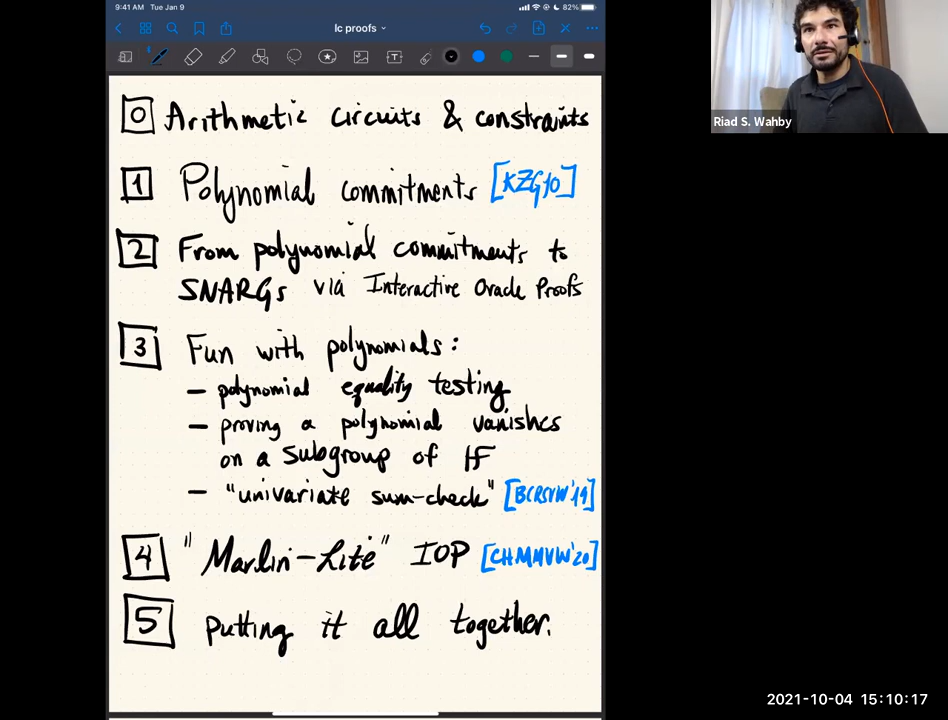 9:41 AM Tue Jan 9
82%
lc proofs
0 Arithmetic circuits & constraints
1 Polynomial commitments [KZG10]
2 From polynomial commitments to
SNARGs via Interactive Oracle Proofs
3 Fun with polynomials:
— polynomial equality testing
— proving a polynomial vanishes
on a subgroup of F
— "univariate sum-check" [BCRSVW'19]
4 "Marlin-Lite" IOP [CHMMVW'20]
5 putting it all together.
Riad S. Wahby
2021-10-04 15:10:17